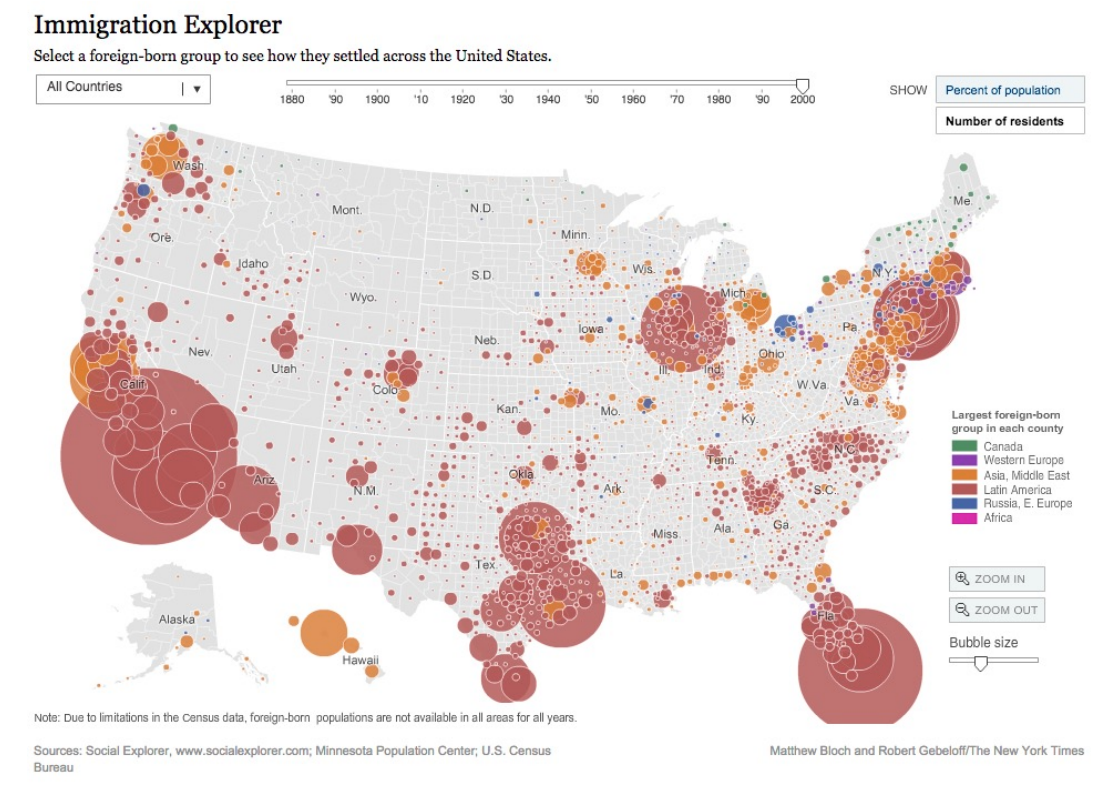 Immigration Explorer
Select a foreign-born group to see how they settled across the United States.
All Countries
1880 '90 1900 '10 1920 '30 1940 '50 1960 '70 1980 '90 2000
SHOW
Percent of population
Number of residents
Wash.
Mont.
N.D.
Minn.
Me.
Ore.
Idaho
S.D.
Wis.
N.Y.
Wyo.
Mich.
Nev.
Neb.
Iowa
Pa.
Utah
Ill.
Ind.
Ohio
Calif.
Colo.
Kan.
Mo.
W.Va.
Ky.
Va.
Ariz.
N.M.
Okla.
Ark.
Tenn.
N.C.
S.C.
Miss.
Ala.
Ga.
Tex.
La.
Fla.
Alaska
Hawaii
Largest foreign-born
group in each county
Canada
Western Europe
Asia, Middle East
Latin America
Russia, E. Europe
Africa
ZOOM IN
ZOOM OUT
Bubble size
Note: Due to limitations in the Census data, foreign-born populations are not available in all areas for all years.
Sources: Social Explorer, www.socialexplorer.com; Minnesota Population Center; U.S. Census
Bureau
Matthew Bloch and Robert Gebeloff/The New York Times